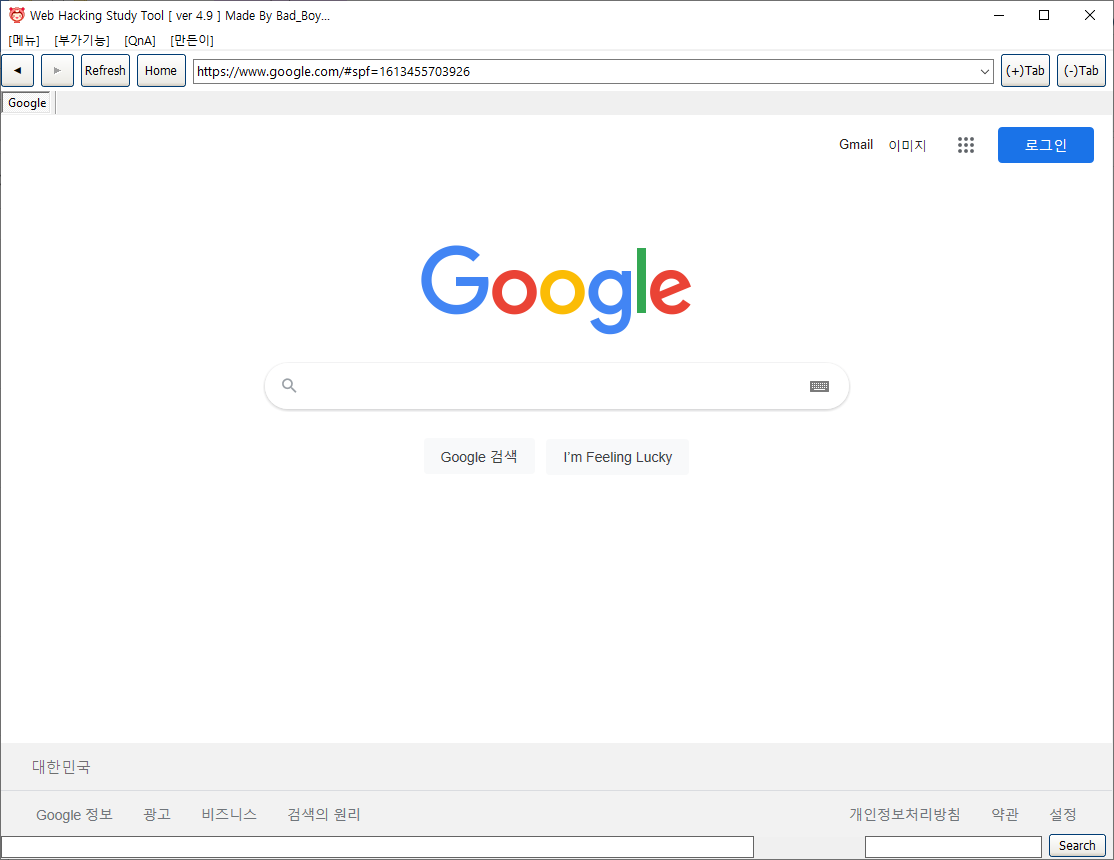 Web Hacking Study Tool [ ver 4.9 ] Made By Bad_Boy...
[메뉴] [부가기능] [QnA] [만든이]
Refresh Home https://www.google.com/#spf=1613455703926 (+)Tab (-)Tab
Google
Gmail 이미지 로그인
Google
Google 검색 I'm Feeling Lucky
대한민국
Google 정보 광고 비즈니스 검색의 원리 개인정보처리방침 약관 설정
Search